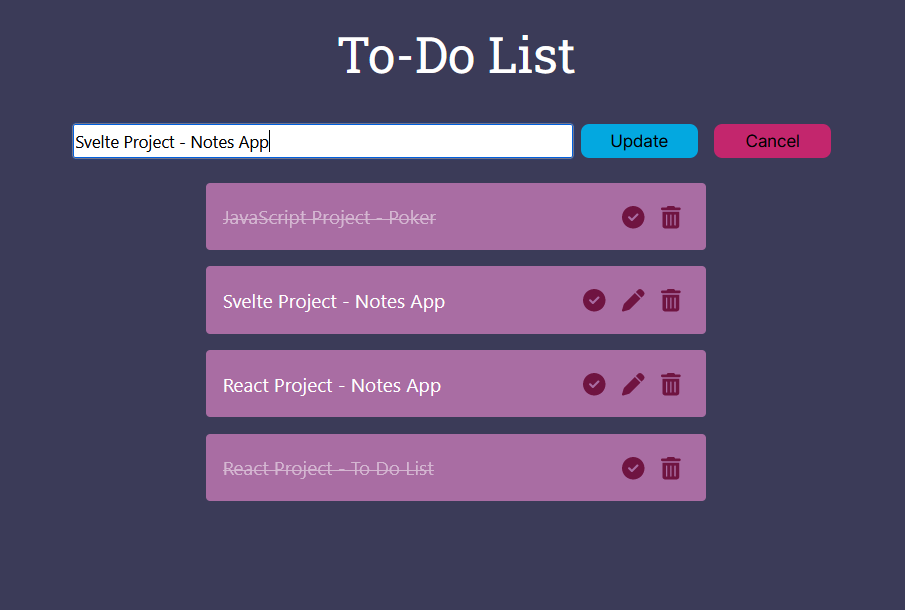 To-Do List
Svelte Project - Notes App Update Cancel
JavaScript Project - Poker
Svelte Project - Notes App
React Project - Notes App
React Project - To Do List